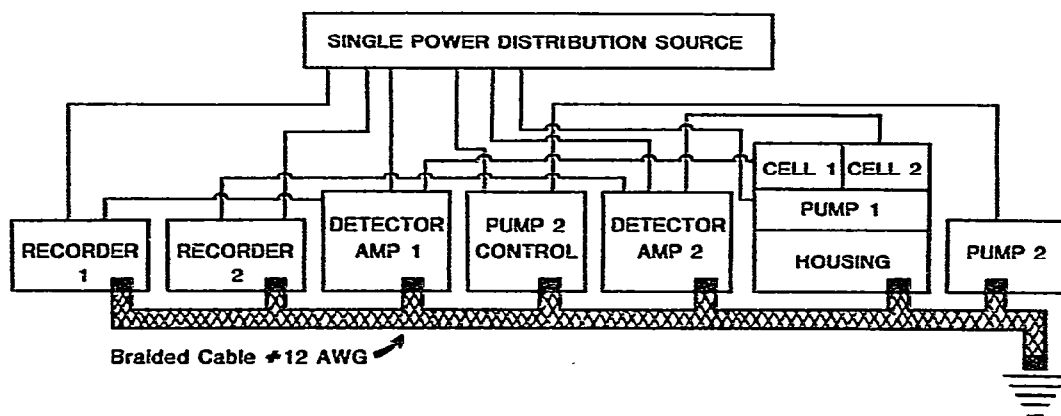 SINGLE POWER DISTRIBUTION SOURCE
CELL 1
CELL 2
PUMP 1
HOUSING
RECORDER
1
RECORDER
2
DETECTOR
AMP 1
PUMP 2
CONTROL
DETECTOR
AMP 2
PUMP 2
Braided Cable #12 AWG